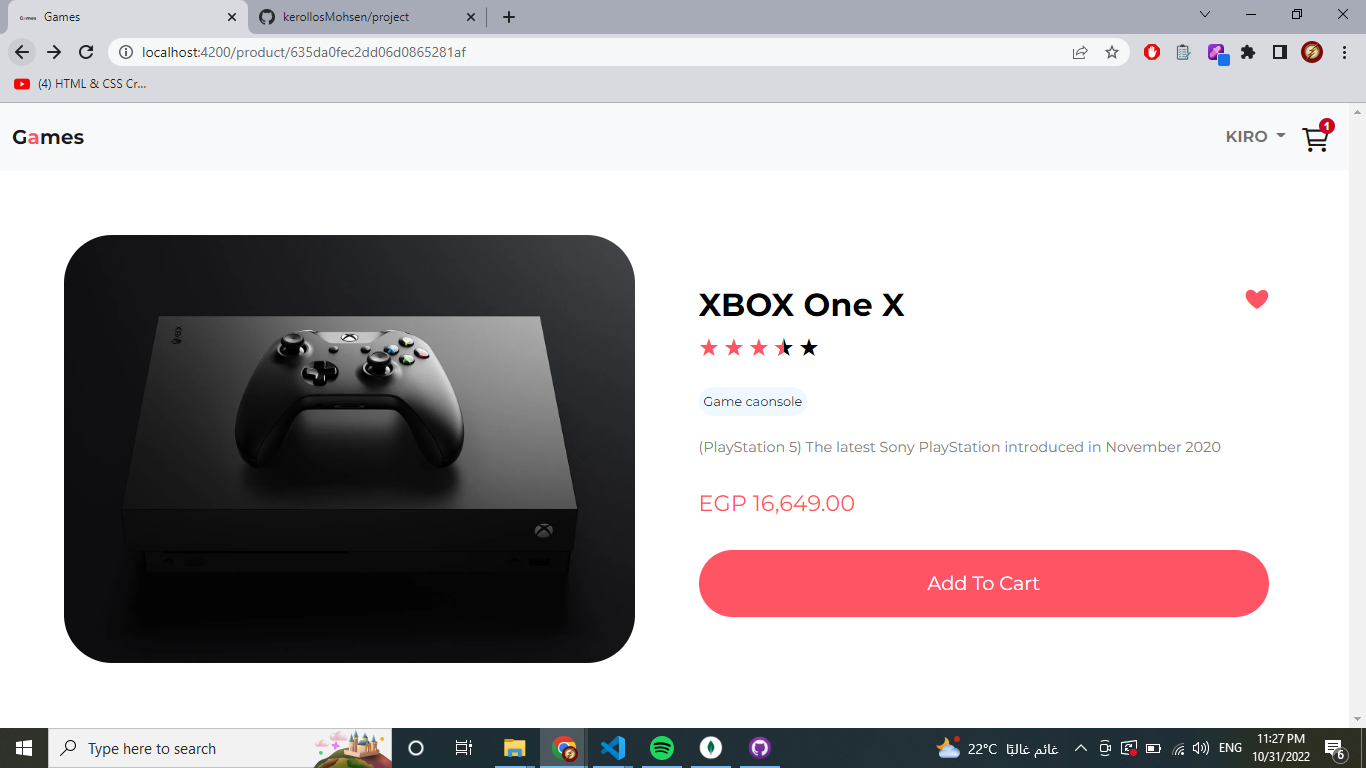 Games
kerollosMohsen/project
localhost:4200/product/635da0fec2dd06d0865281af
(4) HTML & CSS Cr...
Games
KIRO
1
XBOX One X
XBOX
Game caonsole
(PlayStation 5) The latest Sony PlayStation introduced in November 2020
EGP 16,649.00
Add To Cart
Type here to search
22°C غائم غالبًا
ENG
11:27 PM
10/31/2022
6